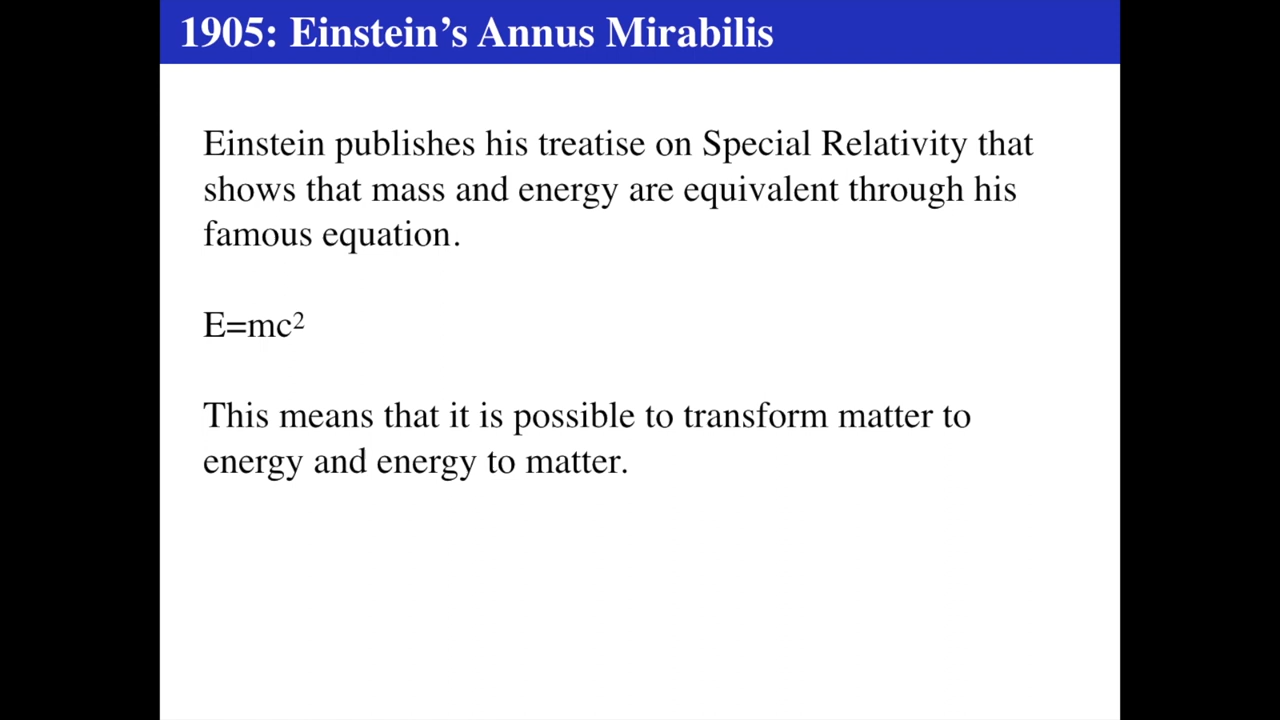 1905: Einstein’s Annus Mirabilis
Einstein publishes his treatise on Special Relativity that
shows that mass and energy are equivalent through his
famous equation.
E=mc²
This means that it is possible to transform matter to
energy and energy to matter.